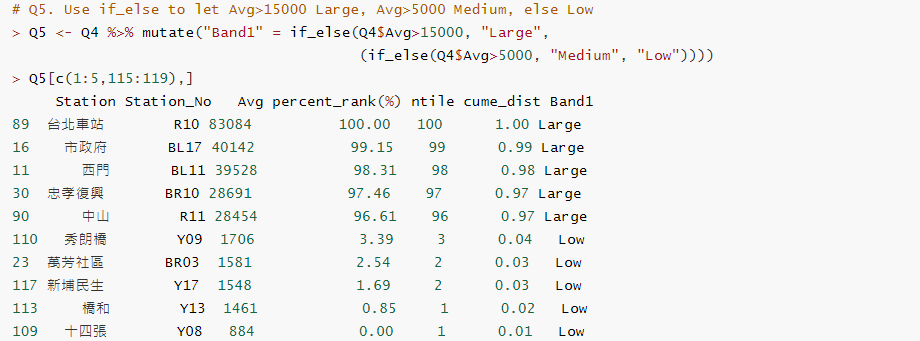 # Q5. Use if_else to let Avg>15000 Large, Avg>5000 Medium, else Low
> Q5 <- Q4 %>% mutate("Band1" = if_else(Q4$Avg>15000, "Large",
(if_else(Q4$Avg>5000, "Medium", "Low"))))
> Q5[c(1:5,115:119),]
Station Station_No Avg percent_rank(%) ntile cume_dist Band1
89 台北車站 R10 83084 100.00 100 1.00 Large
16 市政府 BL17 40142 99.15 99 0.99 Large
11 西門 BL11 39528 98.31 98 0.98 Large
30 忠孝復興 BR10 28691 97.46 97 0.97 Large
90 中山 R11 28454 96.61 96 0.97 Large
110 秀朗橋 Y09 1706 3.39 3 0.04 Low
23 萬芳社區 BR03 1581 2.54 2 0.03 Low
117 新埔民生 Y17 1548 1.69 2 0.03 Low
113 橋和 Y13 1461 0.85 1 0.02 Low
109 十四張 Y08 884 0.00 1 0.01 Low